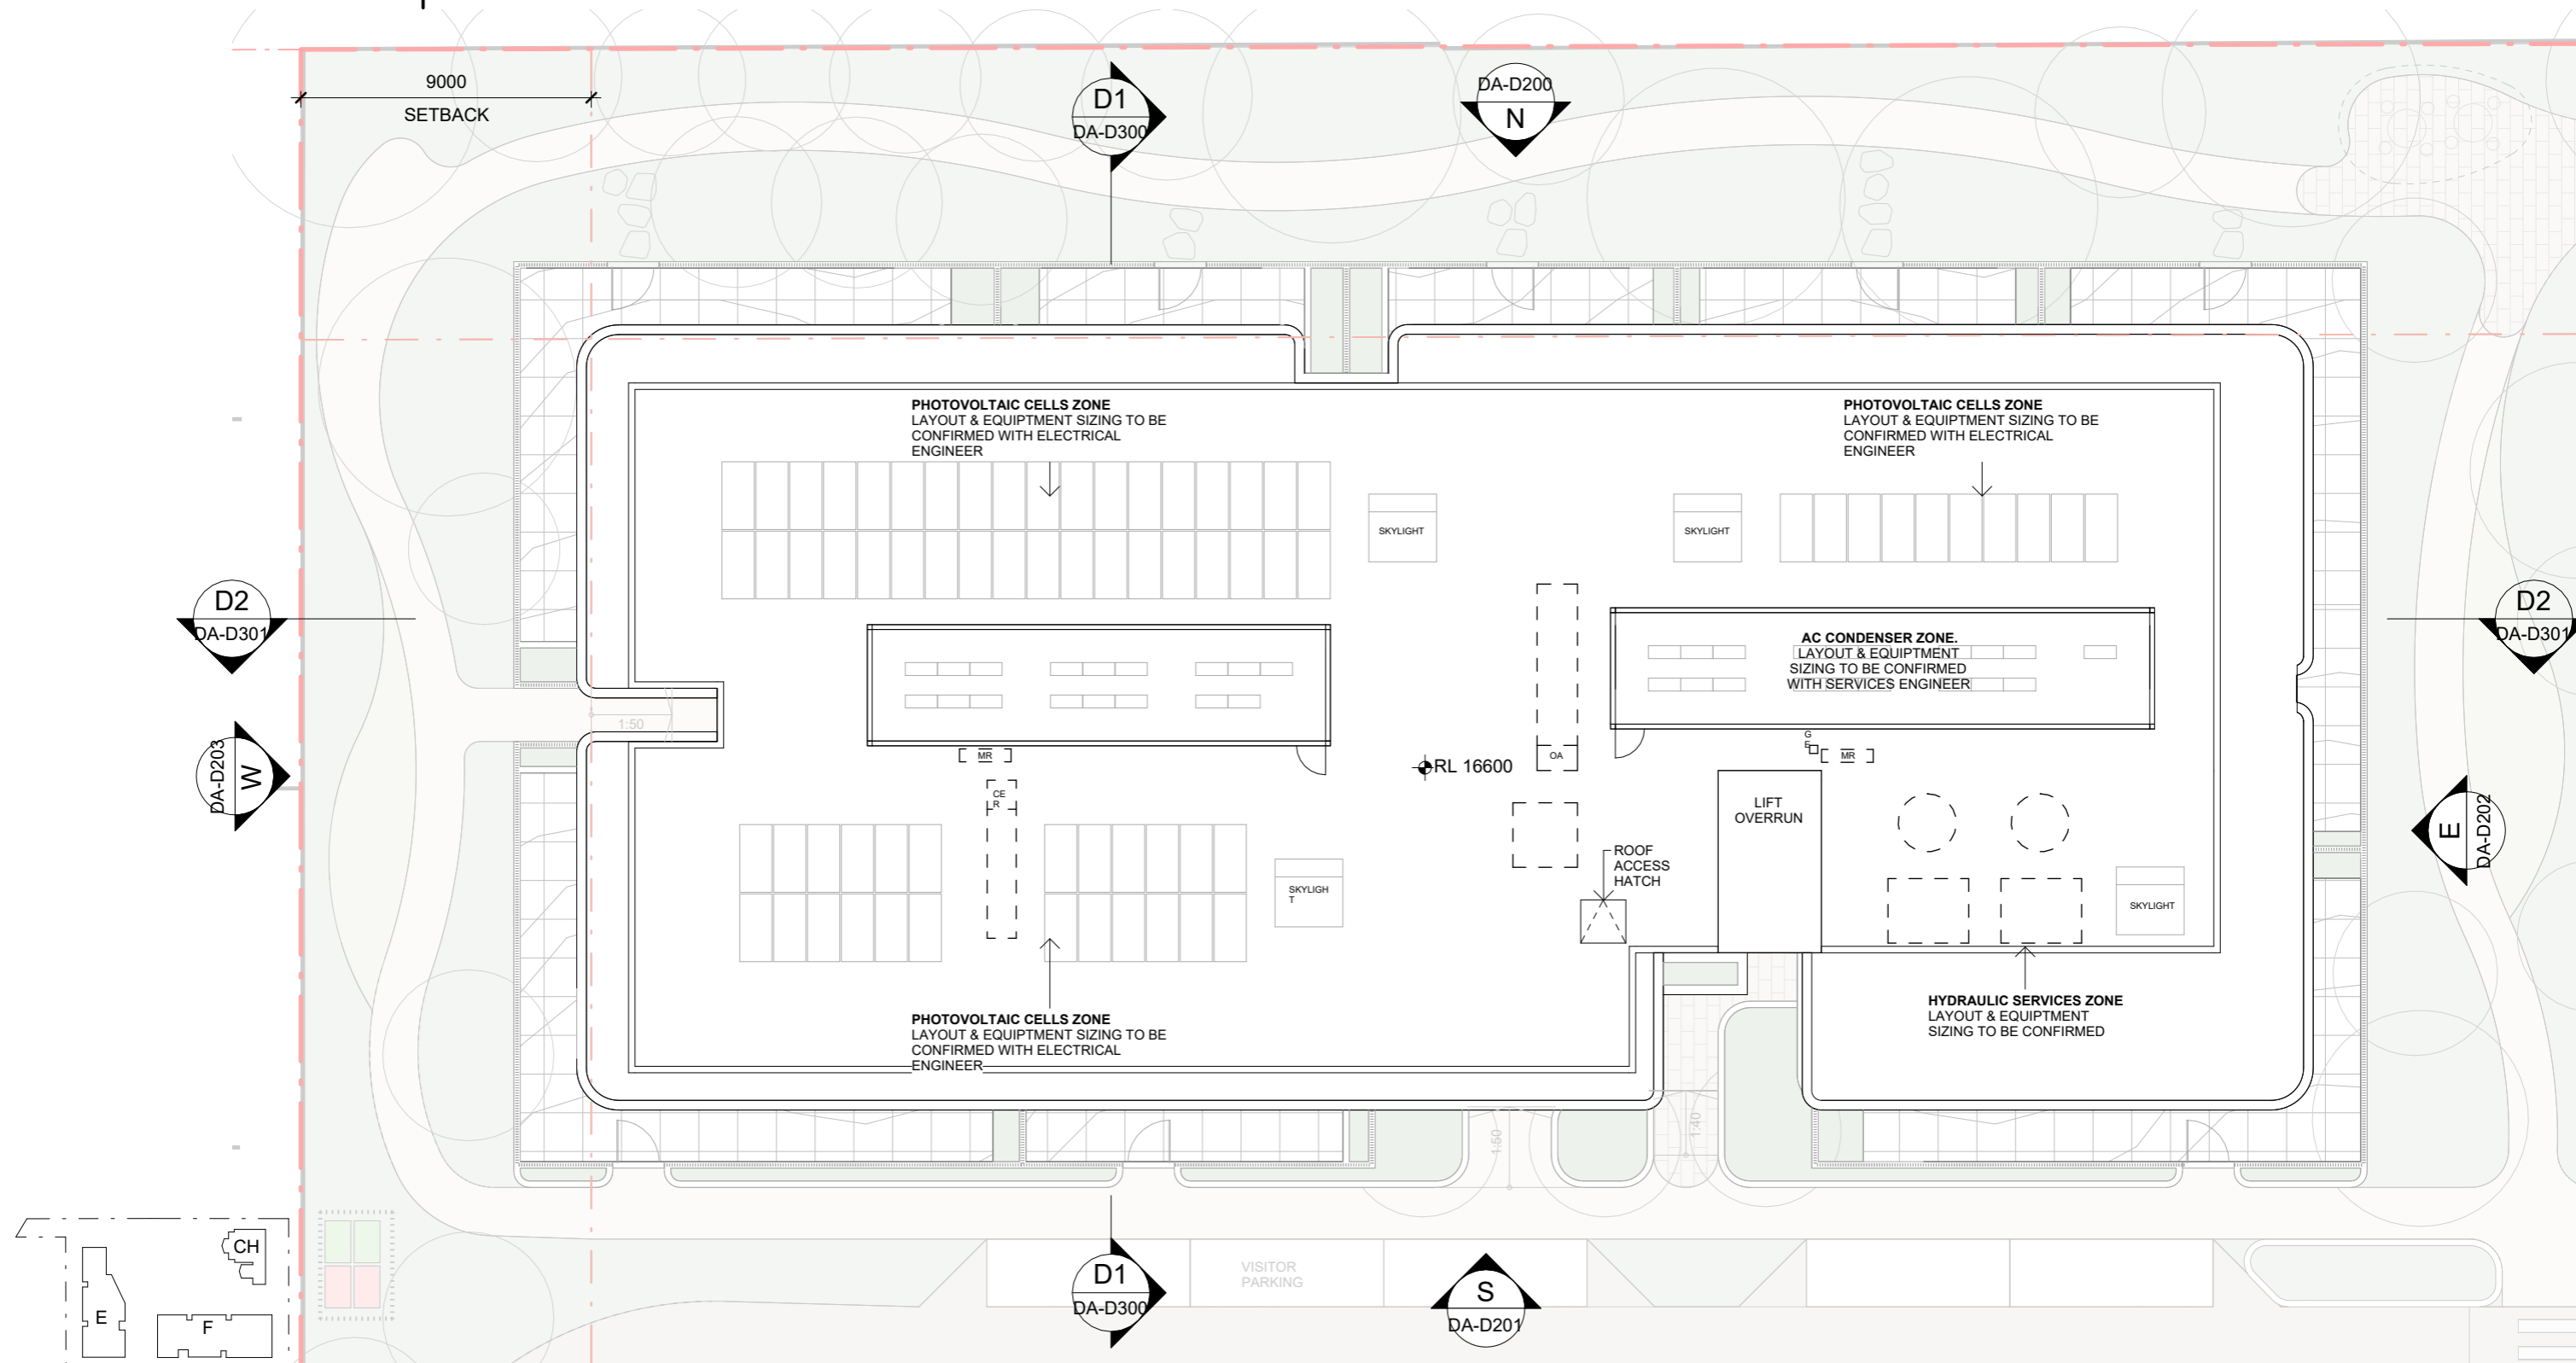 9000
SETBACK
D1
DA-D300
DA-D200
N
PHOTOVOLTAIC CELLS ZONE
LAYOUT & EQUIPTMENT SIZING TO BE
CONFIRMED WITH ELECTRICAL
ENGINEER
PHOTOVOLTAIC CELLS ZONE
LAYOUT & EQUIPTMENT SIZING TO BE
CONFIRMED WITH ELECTRICAL
ENGINEER
SKYLIGHT
SKYLIGHT
D2
DA-D301
D2
DA-D301
AC CONDENSER ZONE.
LAYOUT & EQUIPTMENT
SIZING TO BE CONFIRMED
WITH SERVICES ENGINEER
1:50
W
DA-D203
MR
OA
G
E
MR
RL 16600
CE
R
LIFT
OVERRUN
E
DA-D202
ROOF
ACCESS
HATCH
SKYLIGH
T
SKYLIGHT
HYDRAULIC SERVICES ZONE
LAYOUT & EQUIPTMENT
SIZING TO BE CONFIRMED
PHOTOVOLTAIC CELLS ZONE
LAYOUT & EQUIPTMENT SIZING TO BE
CONFIRMED WITH ELECTRICAL
ENGINEER
1:50
1:40
CH
E
F
VISITOR
PARKING
D1
DA-D300
S
DA-D201